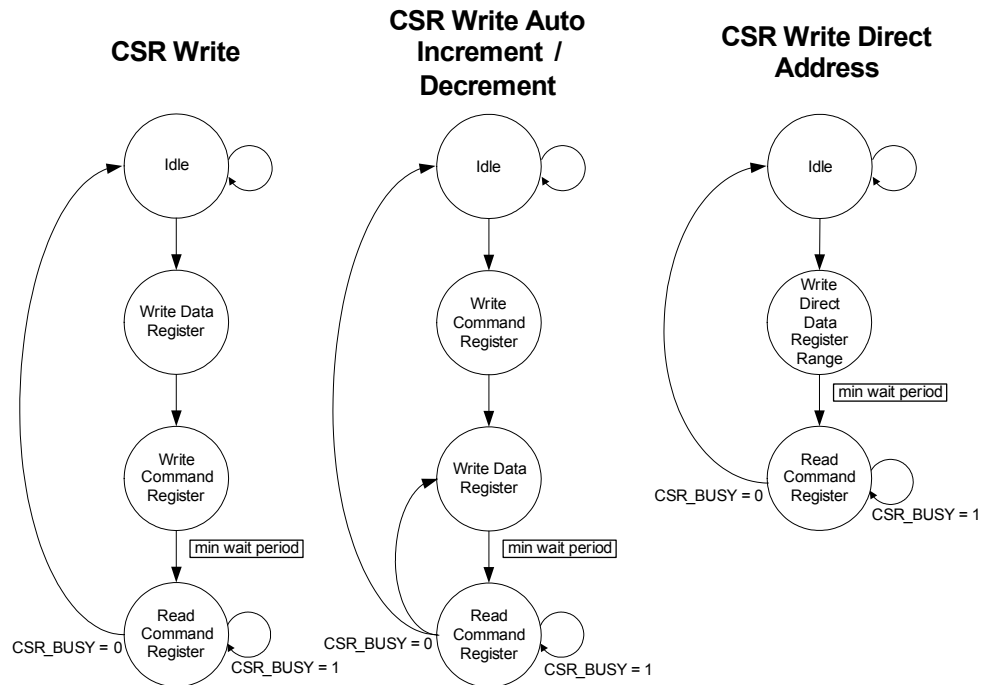 CSR Write
Idle
Write Data
Register
Write
Command
Register
min wait period
Read
Command
Register
CSR_BUSY = 0
CSR_BUSY = 1
CSR Write Auto
Increment /
Decrement
Idle
Write
Command
Register
Write Data
Register
min wait period
Read
Command
Register
CSR_BUSY = 0
CSR_BUSY = 1
CSR Write Direct
Address
Idle
Write
Direct
Data
Register
Range
min wait period
Read
Command
Register
CSR_BUSY = 0
CSR_BUSY = 1